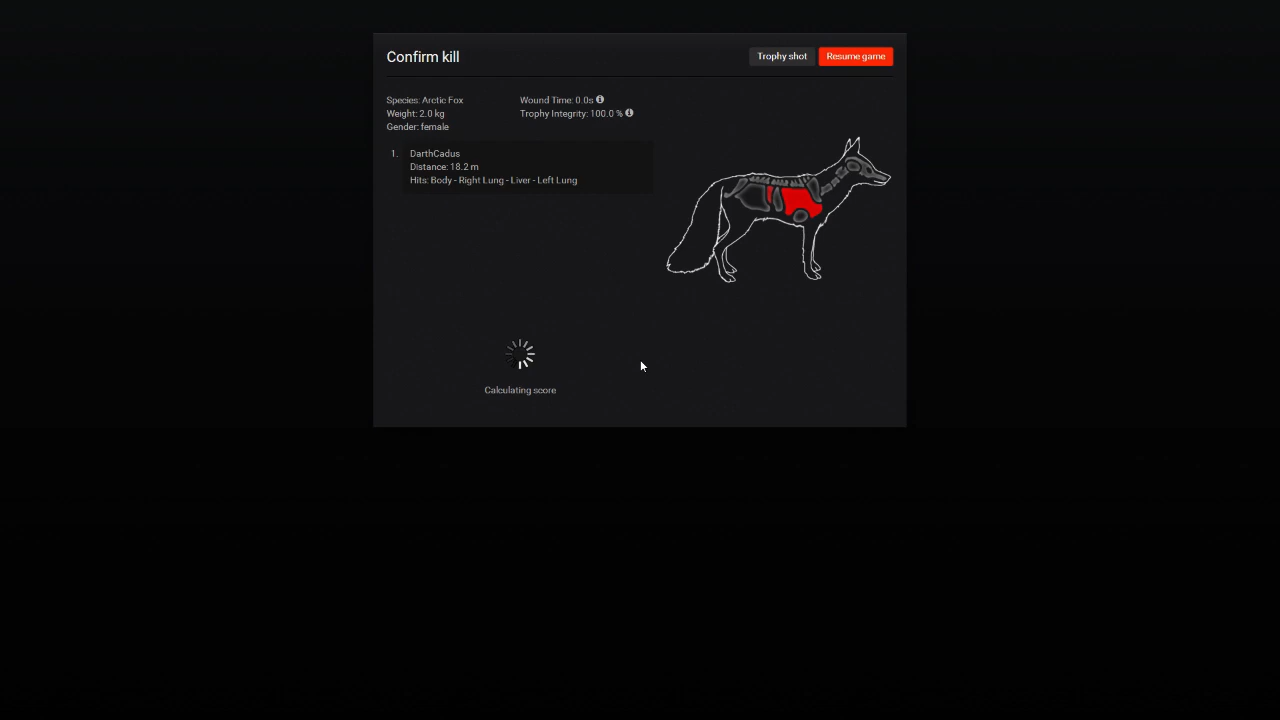 Confirm kill
Trophy shot
Resume game
Species: Arctic Fox
Weight: 2.0 kg
Gender: female
Wound Time: 0.0s
Trophy Integrity: 100.0 %
1.
DarthCadus
Distance: 18.2 m
Hits: Body - Right Lung - Liver - Left Lung
Calculating score